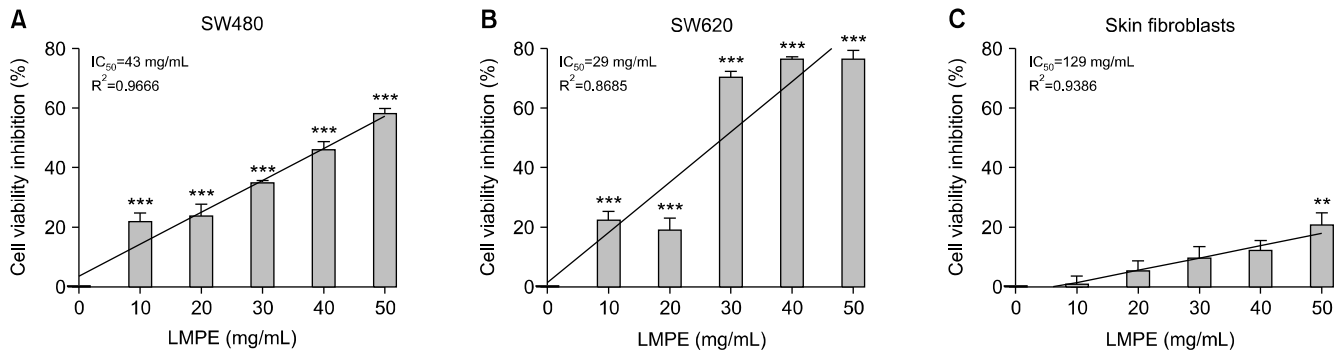 A
SW480
IC50=43 mg/mL
R2=0.9666
Cell viability inhibition (%)
80
60
40
20
0
***
***
***
***
***
0 10 20 30 40 50
LMPE (mg/mL)
B
SW620
IC50=29 mg/mL
R2=0.8685
Cell viability inhibition (%)
80
60
40
20
0
***
***
***
***
***
0 10 20 30 40 50
LMPE (mg/mL)
C
Skin fibroblasts
IC50=129 mg/mL
R2=0.9386
Cell viability inhibition (%)
80
60
40
20
0
**
0 10 20 30 40 50
LMPE (mg/mL)